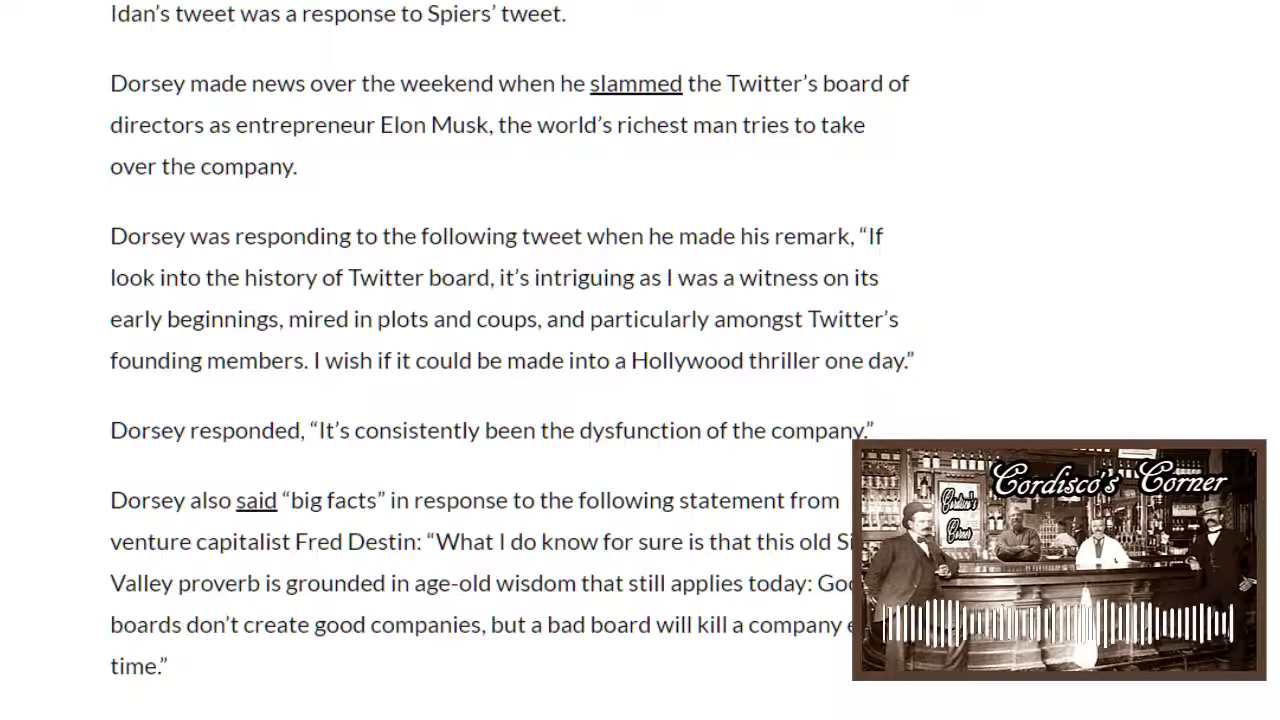 Idan’s tweet was a response to Spiers’ tweet.
Dorsey made news over the weekend when he slammed the Twitter’s board of
directors as entrepreneur Elon Musk, the world’s richest man tries to take
over the company.
Dorsey was responding to the following tweet when he made his remark, “If
look into the history of Twitter board, it’s intriguing as I was a witness on its
early beginnings, mired in plots and coups, and particularly amongst Twitter’s
founding members. I wish if it could be made into a Hollywood thriller one day.”
Dorsey responded, “It’s consistently been the dysfunction of the company.”
Dorsey also said “big facts” in response to the following statement from
venture capitalist Fred Destin: “What I do know for sure is that this old
Valley proverb is grounded in age-old wisdom that still applies today:
boards don’t create good companies, but a bad board will kill a company
time.”
Cordisco's Corner
Cordisco's
Corner